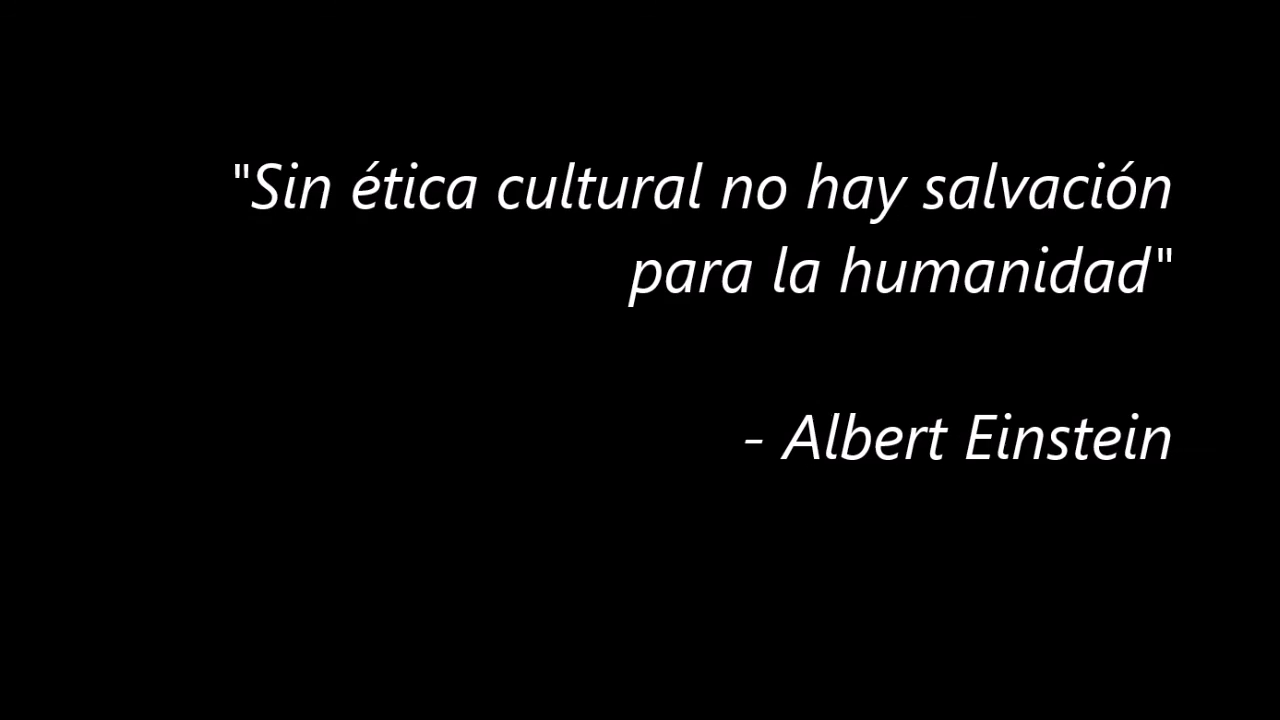 "Sin ética cultural no hay salvación
para la humanidad"
- Albert Einstein